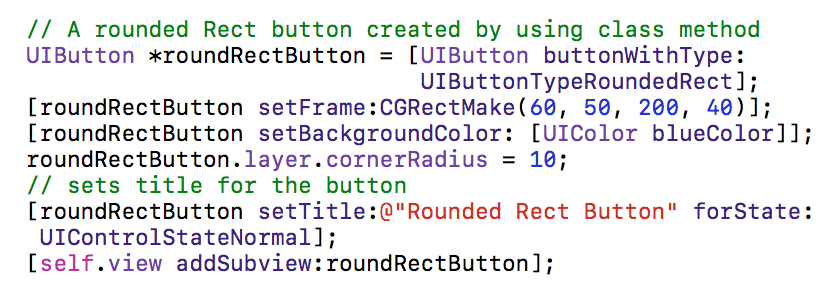 // A rounded Rect button created by using class method
UIButton *roundRectButton = [UIButton buttonWithType:
UIButtonTypeRoundedRect];
[roundRectButton setFrame:CGRectMake(60, 50, 200, 40)];
[roundRectButton setBackgroundColor: [UIColor blueColor]];
roundRectButton.layer.cornerRadius = 10;
// sets title for the button
[roundRectButton setTitle:@"Rounded Rect Button" forState:
UIControlStateNormal];
[self.view addSubview:roundRectButton];